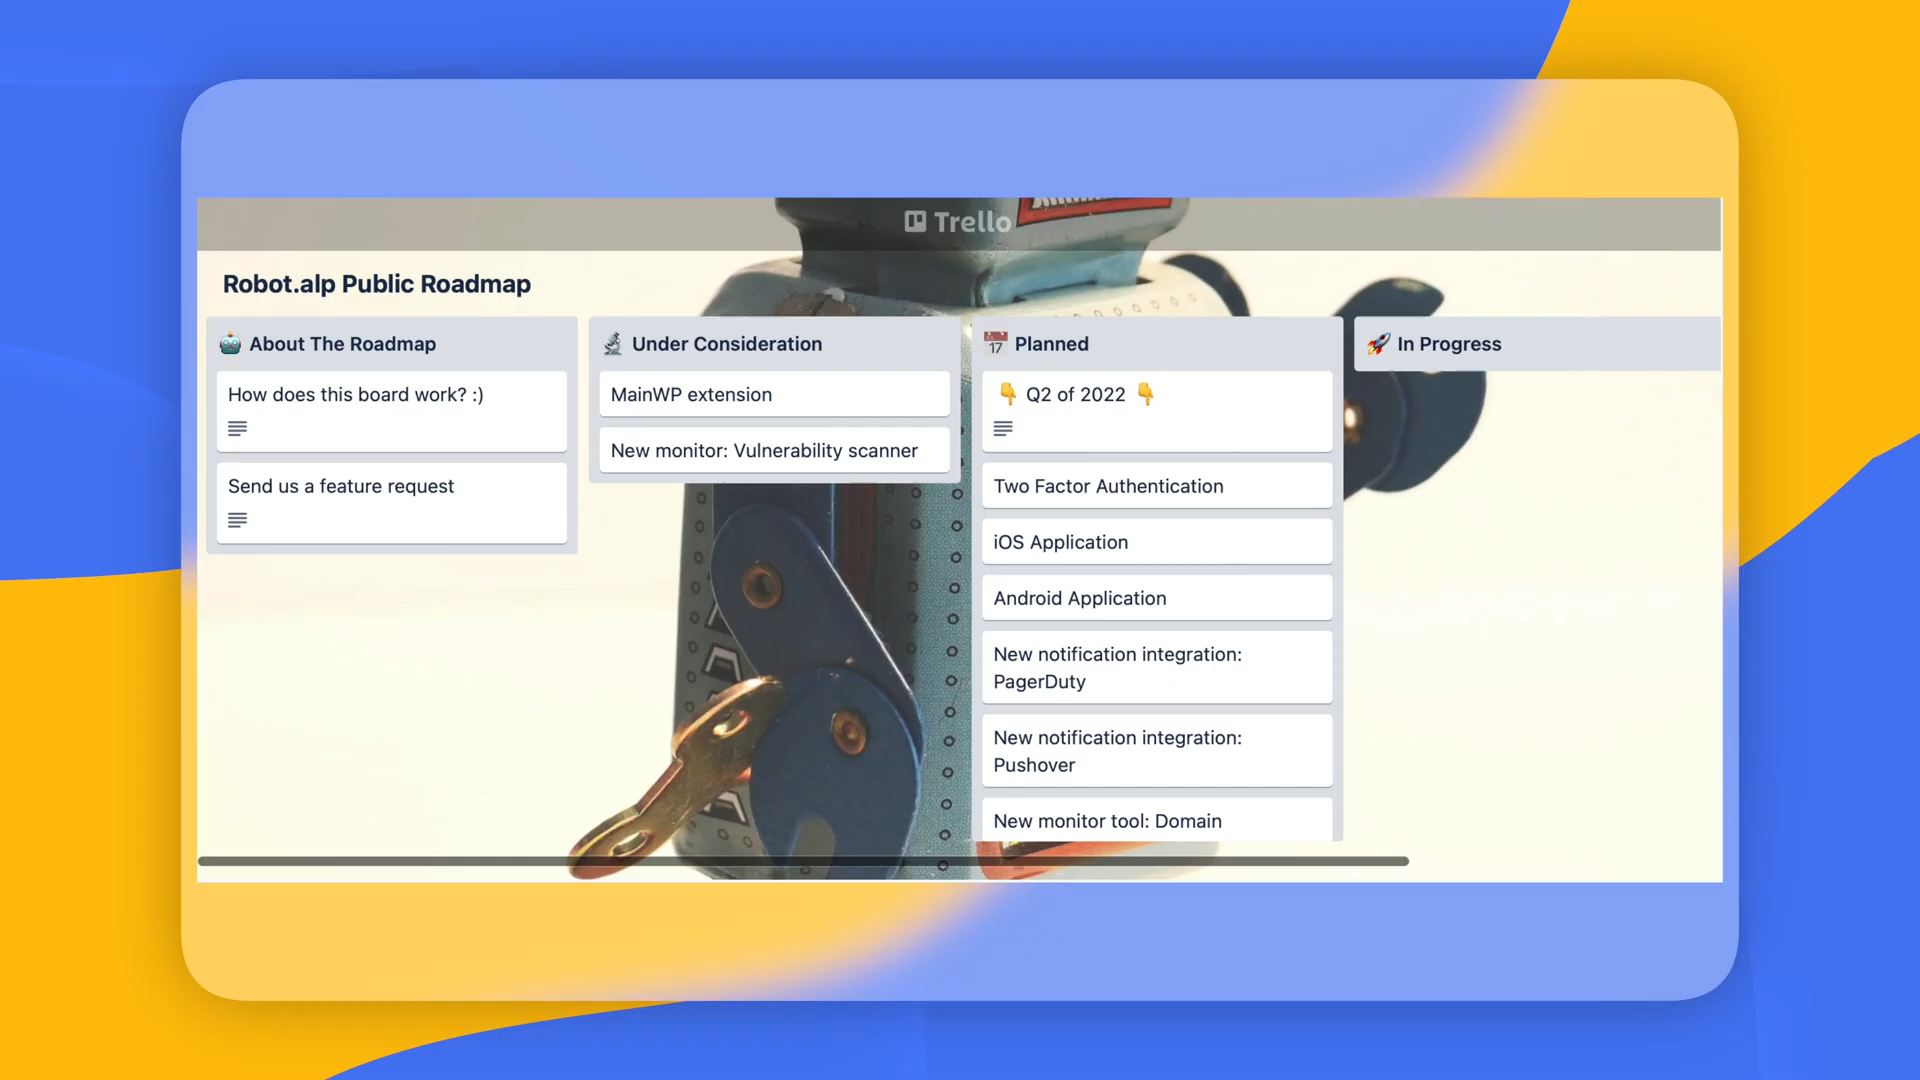 Trello
Robot.alp Public Roadmap
🤖 About The Roadmap
How does this board work? :)
Send us a feature request
🔬 Under Consideration
MainWP extension
New monitor: Vulnerability scanner
📅 Planned
👇 Q2 of 2022 👇
Two Factor Authentication
iOS Application
Android Application
New notification integration:
PagerDuty
New notification integration:
Pushover
New monitor tool: Domain
🚀 In Progress